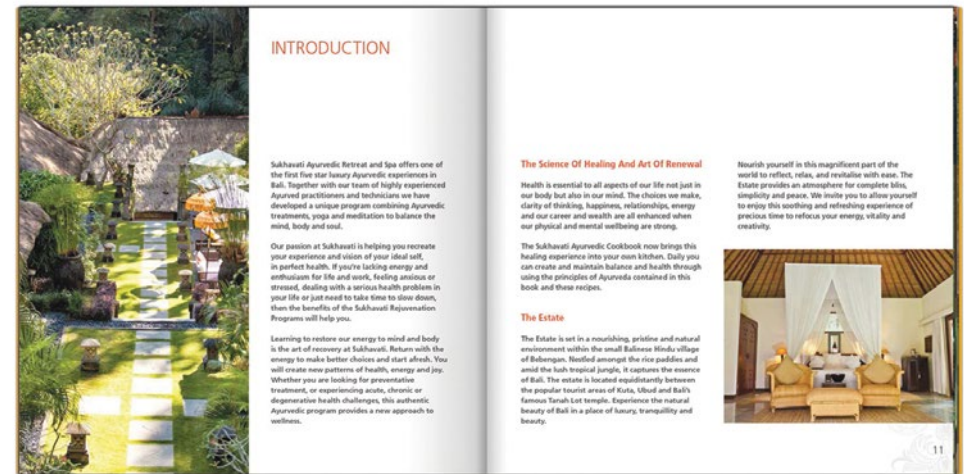 INTRODUCTION
Sukhavati Ayurvedic Retreat and Spa offers one of
the first five star luxury Ayurvedic experiences in
Bali. Together with our team of highly experienced
Ayurved practitioners and technicians we have
developed a unique program combining Ayurvedic
treatments, yoga and meditation to balance the
mind, body and soul.
Our passion at Sukhavati is helping you recreate
your experience and vision of your ideal self,
in perfect health. If you're lacking energy and
enthusiasm for life and work, feeling anxious or
stressed, dealing with a serious health problem in
your life or just need to take time to slow down,
then the benefits of the Sukhavati Rejuvenation
Programs will help you.
Learning to restore our energy to mind and body
is the art of recovery at Sukhavati. Return with the
energy to make better choices and start afresh. You
will create new patterns of health, energy and joy.
Whether you are looking for preventative
treatment, or experiencing acute, chronic or
degenerative health challenges, this authentic
Ayurvedic program provides a new approach to
wellness.
The Science Of Healing And Art Of Renewal
Health is essential to all aspects of our life not just in
our body but also in our mind. The choices we make,
clarity of thinking, happiness, relationships, energy
and our career and wealth are all enhanced when
our physical and mental wellbeing are strong.
The Sukhavati Ayurvedic Cookbook now brings this
healing experience into your own kitchen. Daily you
can create and maintain balance and health through
using the principles of Ayurveda contained in this
book and these recipes.
The Estate
The Estate is set in a nourishing, pristine and natural
environment within the small Balinese Hindu village
of Bebengan. Nestled amongst the rice paddies and
amid the lush tropical jungle, it captures the essence
of Bali. The estate is located equidistantly between
the popular tourist areas of Kuta, Ubud and Bali's
famous Tanah Lot temple. Experience the natural
beauty of Bali in a place of luxury, tranquillity and
beauty.
Nourish yourself in this magnificent part of the
world to reflect, relax, and revitalise with ease. The
Estate provides an atmosphere for complete bliss,
simplicity and peace. We invite you to allow yourself
to enjoy this soothing and refreshing experience of
precious time to refocus your energy, vitality and
creativity.
11